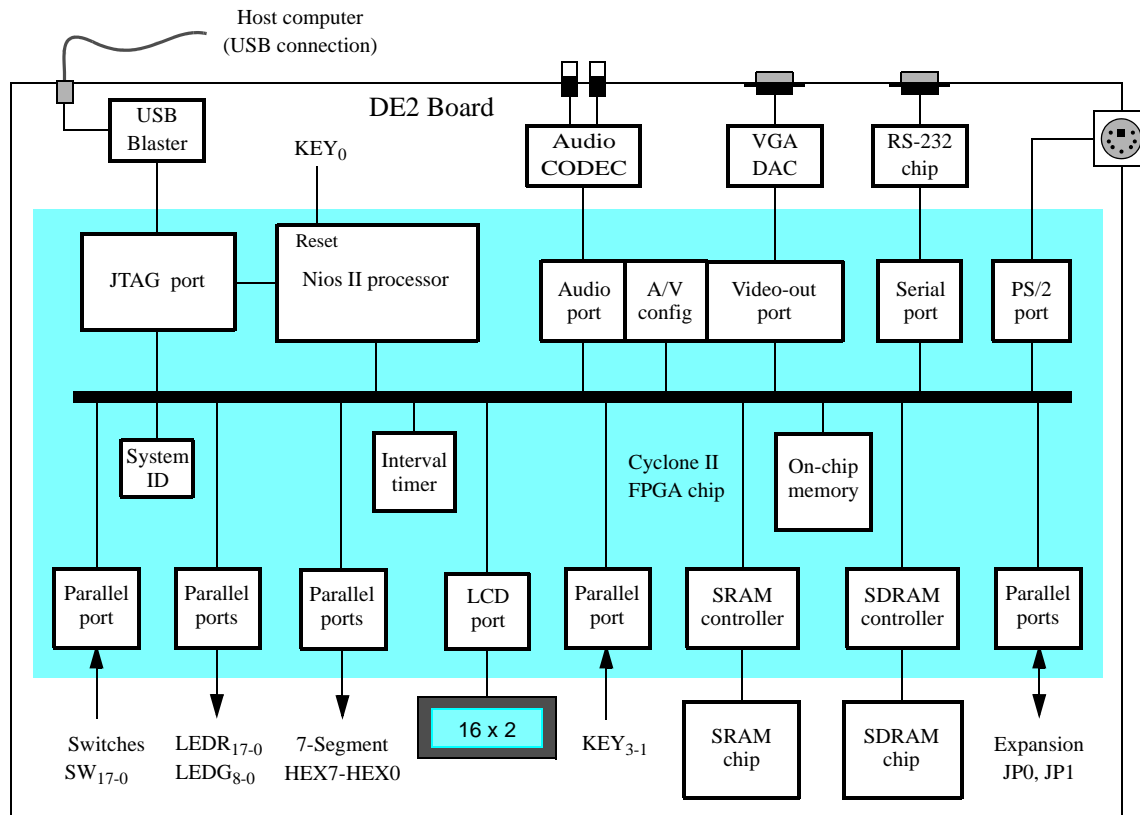 Host computer
(USB connection)
DE2 Board
USB
Blaster
KEY0
Audio
CODEC
VGA
DAC
RS-232
chip
Reset
Nios II processor
JTAG port
Audio
port
A/V
config
Video-out
port
Serial
port
PS/2
port
System
ID
Interval
timer
Cyclone II
FPGA chip
On-chip
memory
Parallel
port
Parallel
ports
Parallel
ports
LCD
port
Parallel
port
SRAM
controller
SDRAM
controller
Parallel
ports
Switches
SW17-0
LEDR17-0
LEDG8-0
7-Segment
HEX7-HEX0
16 x 2
KEY3-1
SRAM
chip
SDRAM
chip
Expansion
JP0, JP1